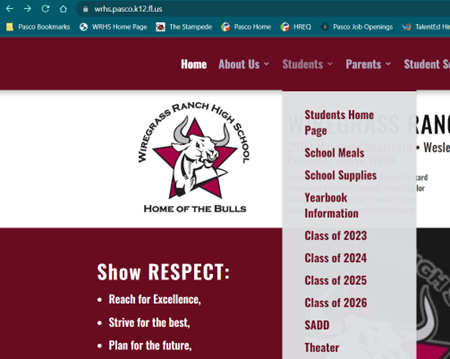 wrhs.pasco.k12.fl.us
Pasco Bookmarks WRHS Home Page The Stampede Pasco Home HREQ Pasco Job Openings TalentEd Hi
Home About Us Students Parents Student S
Students Home
Page
School Meals
School Supplies
Yearbook
Information
Class of 2023
Class of 2024
Class of 2025
Class of 2026
SADD
Theater
WIREGRASS RANCH HIGH SCHOOL
HOME OF THE BULLS
WIREGRASS RAN
• Wesle
Show RESPECT:
• Reach for Excellence,
• Strive for the best,
• Plan for the future,